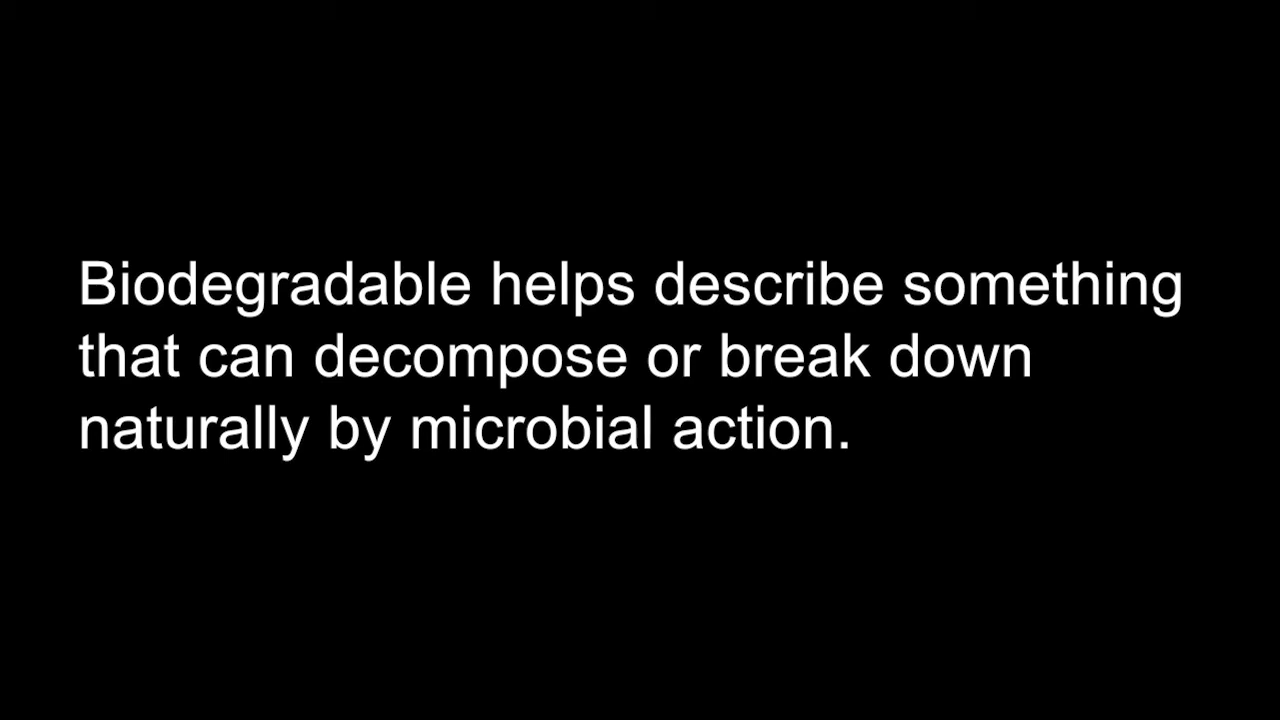 Biodegradable helps describe something
that can decompose or break down
naturally by microbial action.